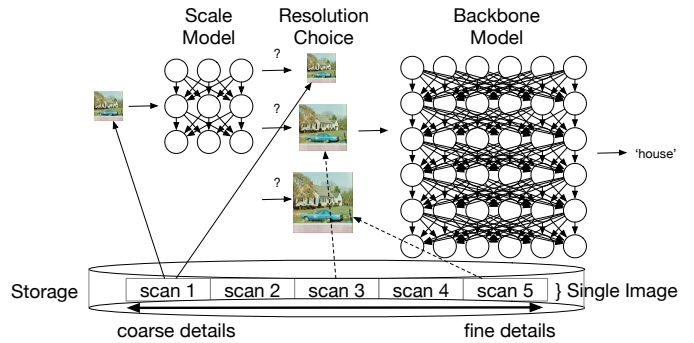 Scale Model
Resolution Choice
Backbone Model
?
?
?
'house'
Storage
scan 1 scan 2 scan 3 scan 4 scan 5
} Single Image
coarse details
fine details